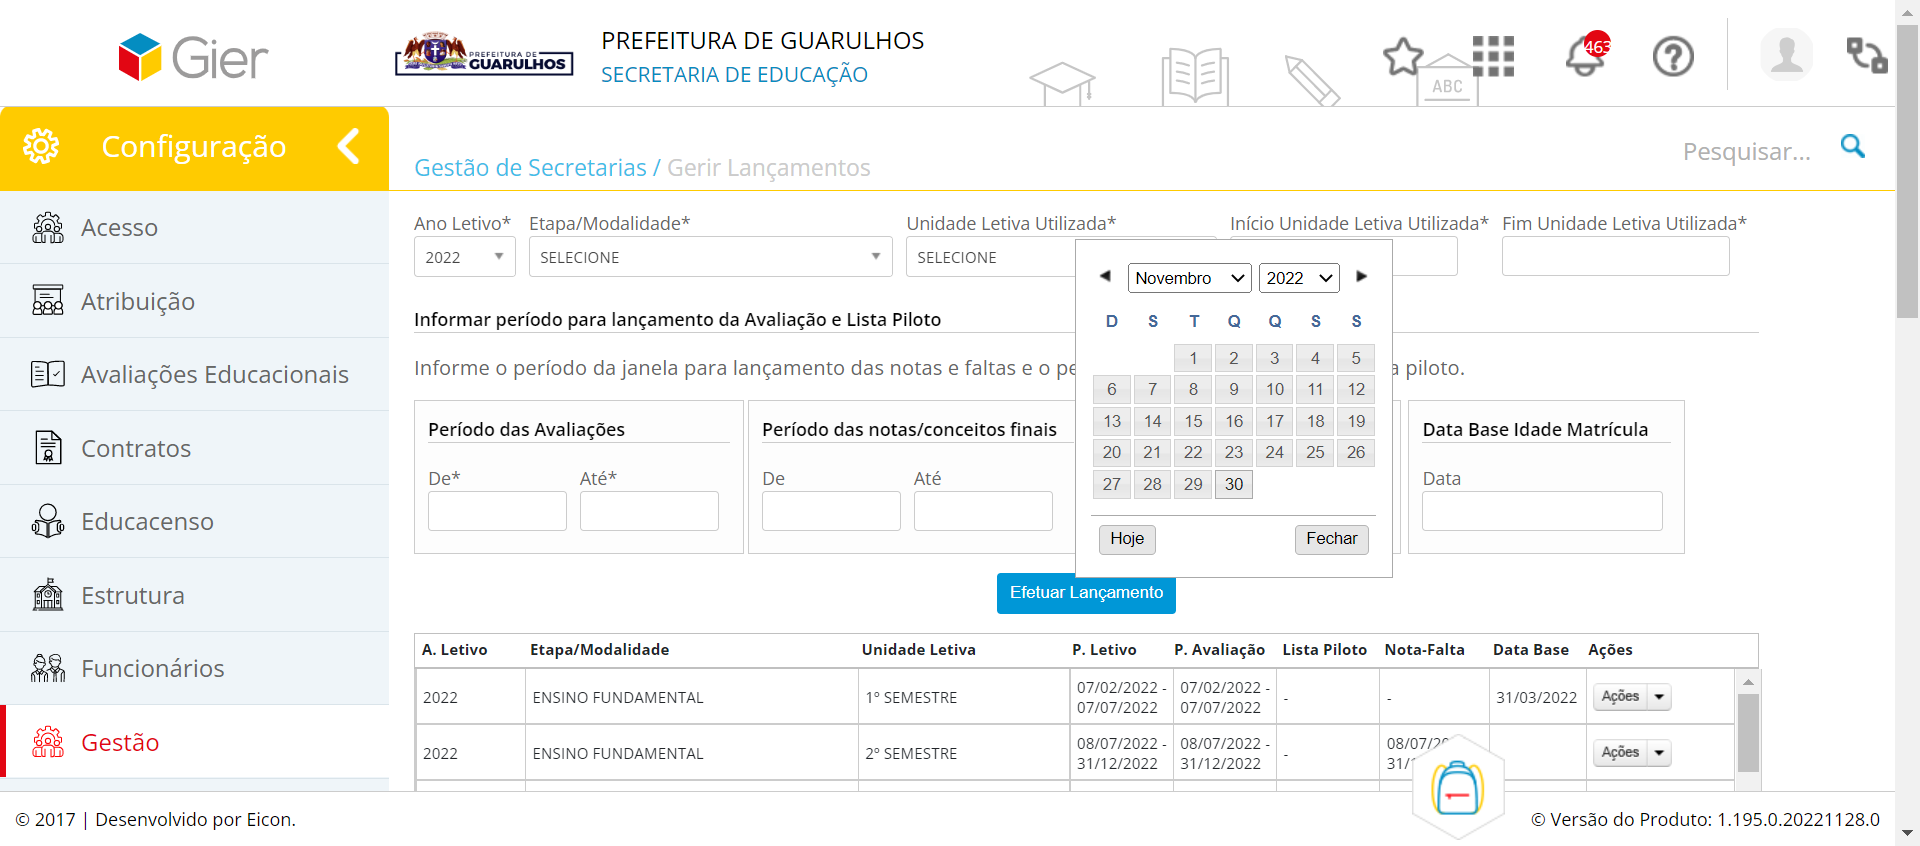 Gier
PREFEITURA DE
GUARULHOS
PREFEITURA DE GUARULHOS
SECRETARIA DE EDUCAÇÃO
ABC
463
Configuração
Gestão de Secretarias / Gerir Lançamentos
Pesquisar...
Acesso
Atribuição
Avaliações Educacionais
Contratos
Educacenso
Estrutura
Funcionários
Gestão
Ano Letivo* Etapa/Modalidade* Unidade Letiva Utilizada* Início Unidade Letiva Utilizada* Fim Unidade Letiva Utilizada*
2022 SELECIONE SELECIONE
Informar período para lançamento da Avaliação e Lista Piloto
Informe o período da janela para lançamento das notas e faltas e o pe a piloto.
Novembro 2022
D S T Q Q S S
1 2 3 4 5
6 7 8 9 10 11 12
13 14 15 16 17 18 19
20 21 22 23 24 25 26
27 28 29 30
Hoje Fechar
Período das Avaliações
De* Até*
Período das notas/conceitos finais
De Até
Data Base Idade Matrícula
Data
Efetuar Lançamento
A. Letivo Etapa/Modalidade Unidade Letiva P. Letivo P. Avaliação Lista Piloto Nota-Falta Data Base Ações
2022 ENSINO FUNDAMENTAL 1º SEMESTRE 07/02/2022 - 07/07/2022 07/02/2022 - 07/07/2022 - - 31/03/2022 Ações
2022 ENSINO FUNDAMENTAL 2º SEMESTRE 08/07/2022 - 31/12/2022 08/07/2022 - 31/12/2022 - 08/07/20 31/1 Ações
© 2017 | Desenvolvido por Eicon.
© Versão do Produto: 1.195.0.20221128.0